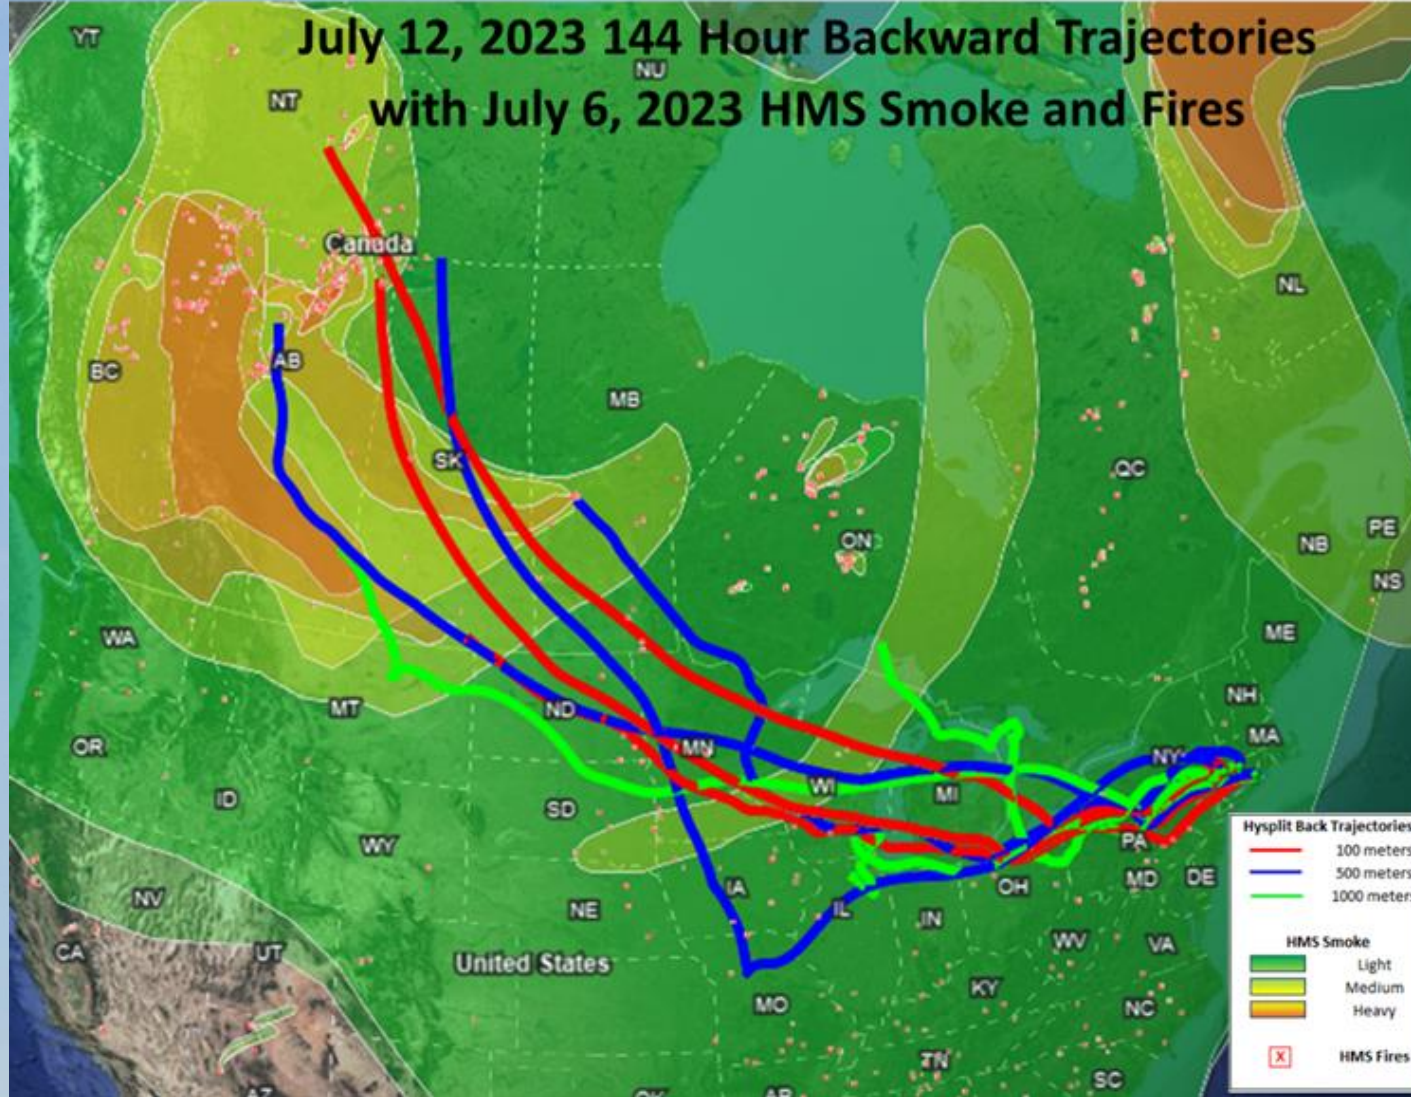 July 12, 2023 144 Hour Backward Trajectories
with July 6, 2023 HMS Smoke and Fires
YT
NU
NT
Canada
NL
BC
AB
MB
SK
QC
ON
PE
NB
NS
WA
ME
MT
ND
NH
OR
MN
MA
NY
ID
SD
WI
MI
WY
PA
MD
DE
OH
NV
NE
IA
IL
IN
CA
UT
United States
WV
VA
MO
KY
NC
TN
SC
Hysplit Back Trajectories
100 meters
500 meters
1000 meter
HMS Smoke
Light
Medium
Heavy
X
HMS Fires